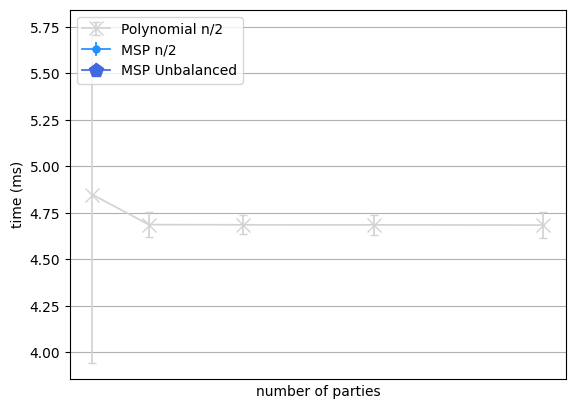 5.75
5.50
5.25
5.00
4.75
4.50
4.25
4.00
time (ms)
Polynomial n/2
MSP n/2
MSP Unbalanced
number of parties